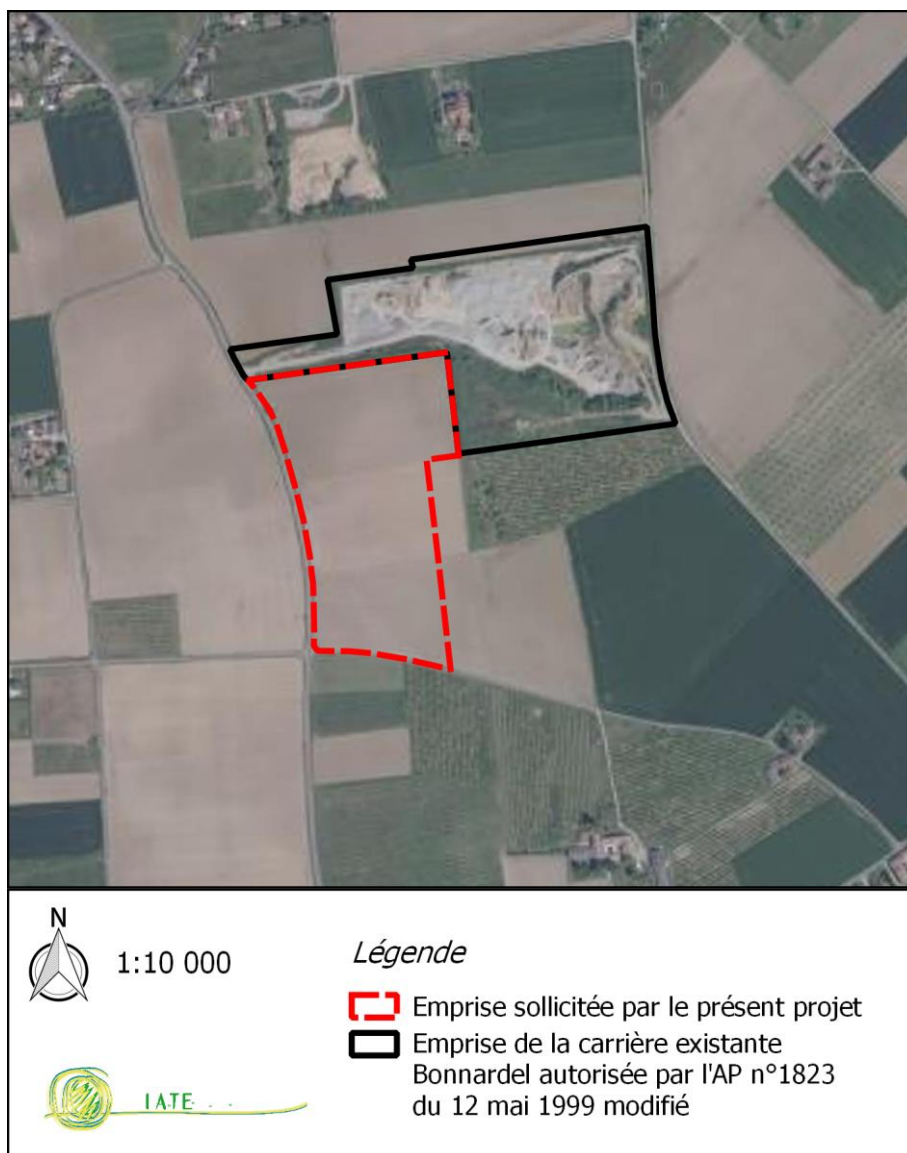 N
1:10 000
Légende
Emprise sollicitée par le présent projet
Emprise de la carrière existante
Bonnardel autorisée par l'AP n°1823
du 12 mai 1999 modifié
IATE